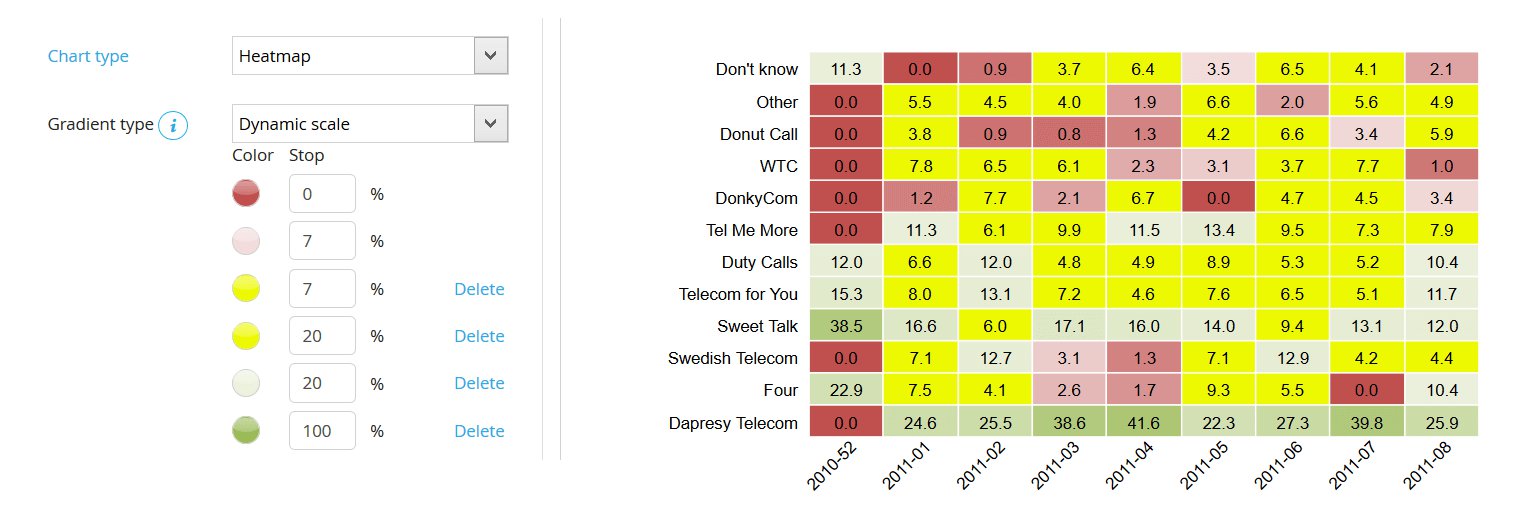 Chart type Heatmap
Gradient type i Dynamic scale
Color Stop
0 %
7 %
7 % Delete
20 % Delete
20 % Delete
100 % Delete
Don't know 11.3 0.0 0.9 3.7 6.4 3.5 6.5 4.1 2.1
Other 0.0 5.5 4.5 4.0 1.9 6.6 2.0 5.6 4.9
Donut Call 0.0 3.8 0.9 0.8 1.3 4.2 6.6 3.4 5.9
WTC 0.0 7.8 6.5 6.1 2.3 3.1 3.7 7.7 1.0
DonkyCom 0.0 1.2 7.7 2.1 6.7 0.0 4.7 4.5 3.4
Tel Me More 0.0 11.3 6.1 9.9 11.5 13.4 9.5 7.3 7.9
Duty Calls 12.0 6.6 12.0 4.8 4.9 8.9 5.3 5.2 10.4
Telecom for You 15.3 8.0 13.1 7.2 4.6 7.6 6.5 5.1 11.7
Sweet Talk 38.5 16.6 6.0 17.1 16.0 14.0 9.4 13.1 12.0
Swedish Telecom 0.0 7.1 12.7 3.1 1.3 7.1 12.9 4.2 4.4
Four 22.9 7.5 4.1 2.6 1.7 9.3 5.5 0.0 10.4
Dapresy Telecom 0.0 24.6 25.5 38.6 41.6 22.3 27.3 39.8 25.9
2010-52 2011-01 2011-02 2011-03 2011-04 2011-05 2011-06 2011-07 2011-08